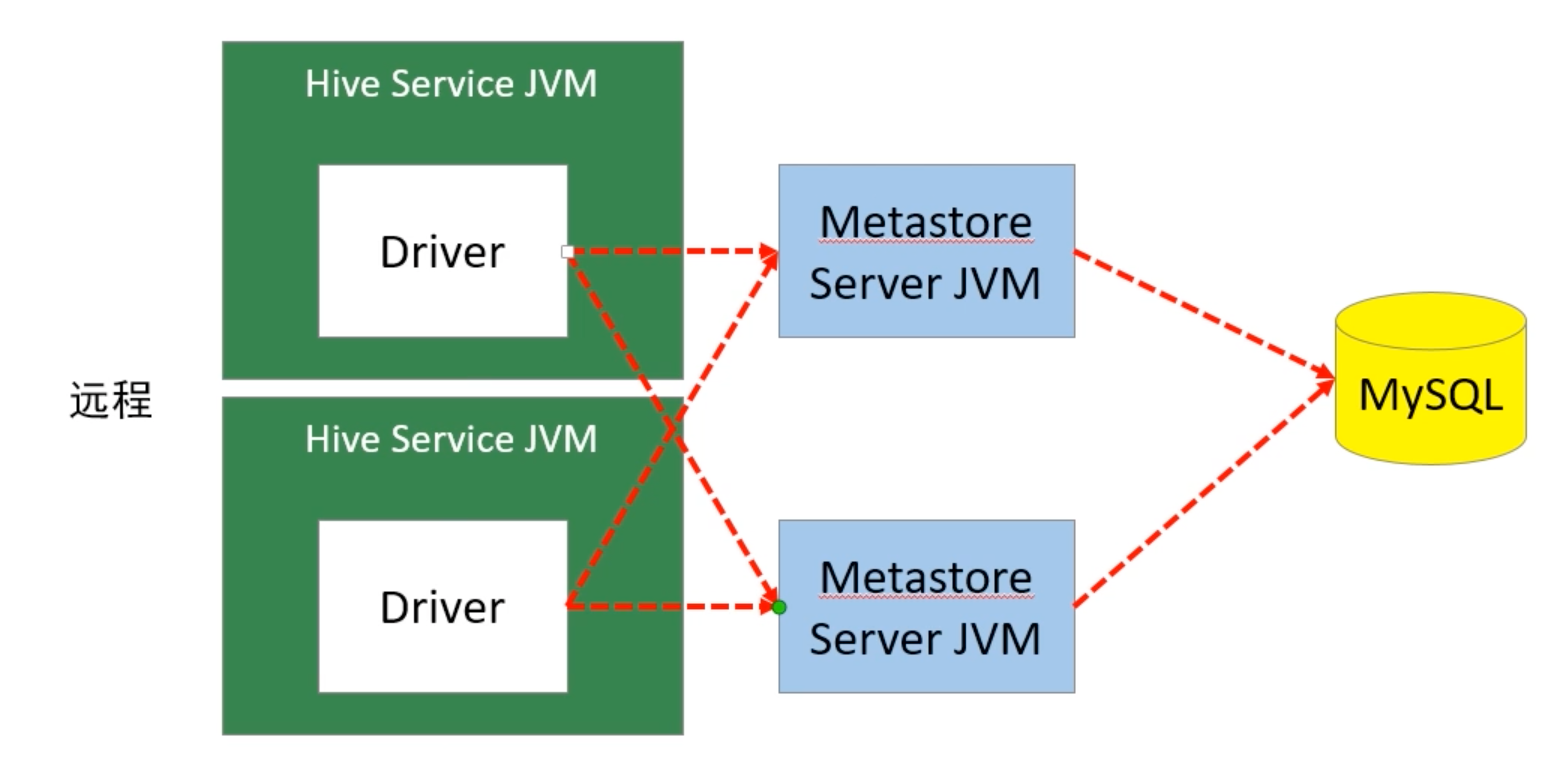 Hive Service JVM
Driver
Metastore
Server JVM
MySQL
远程
Hive Service JVM
Driver
Metastore
Server JVM